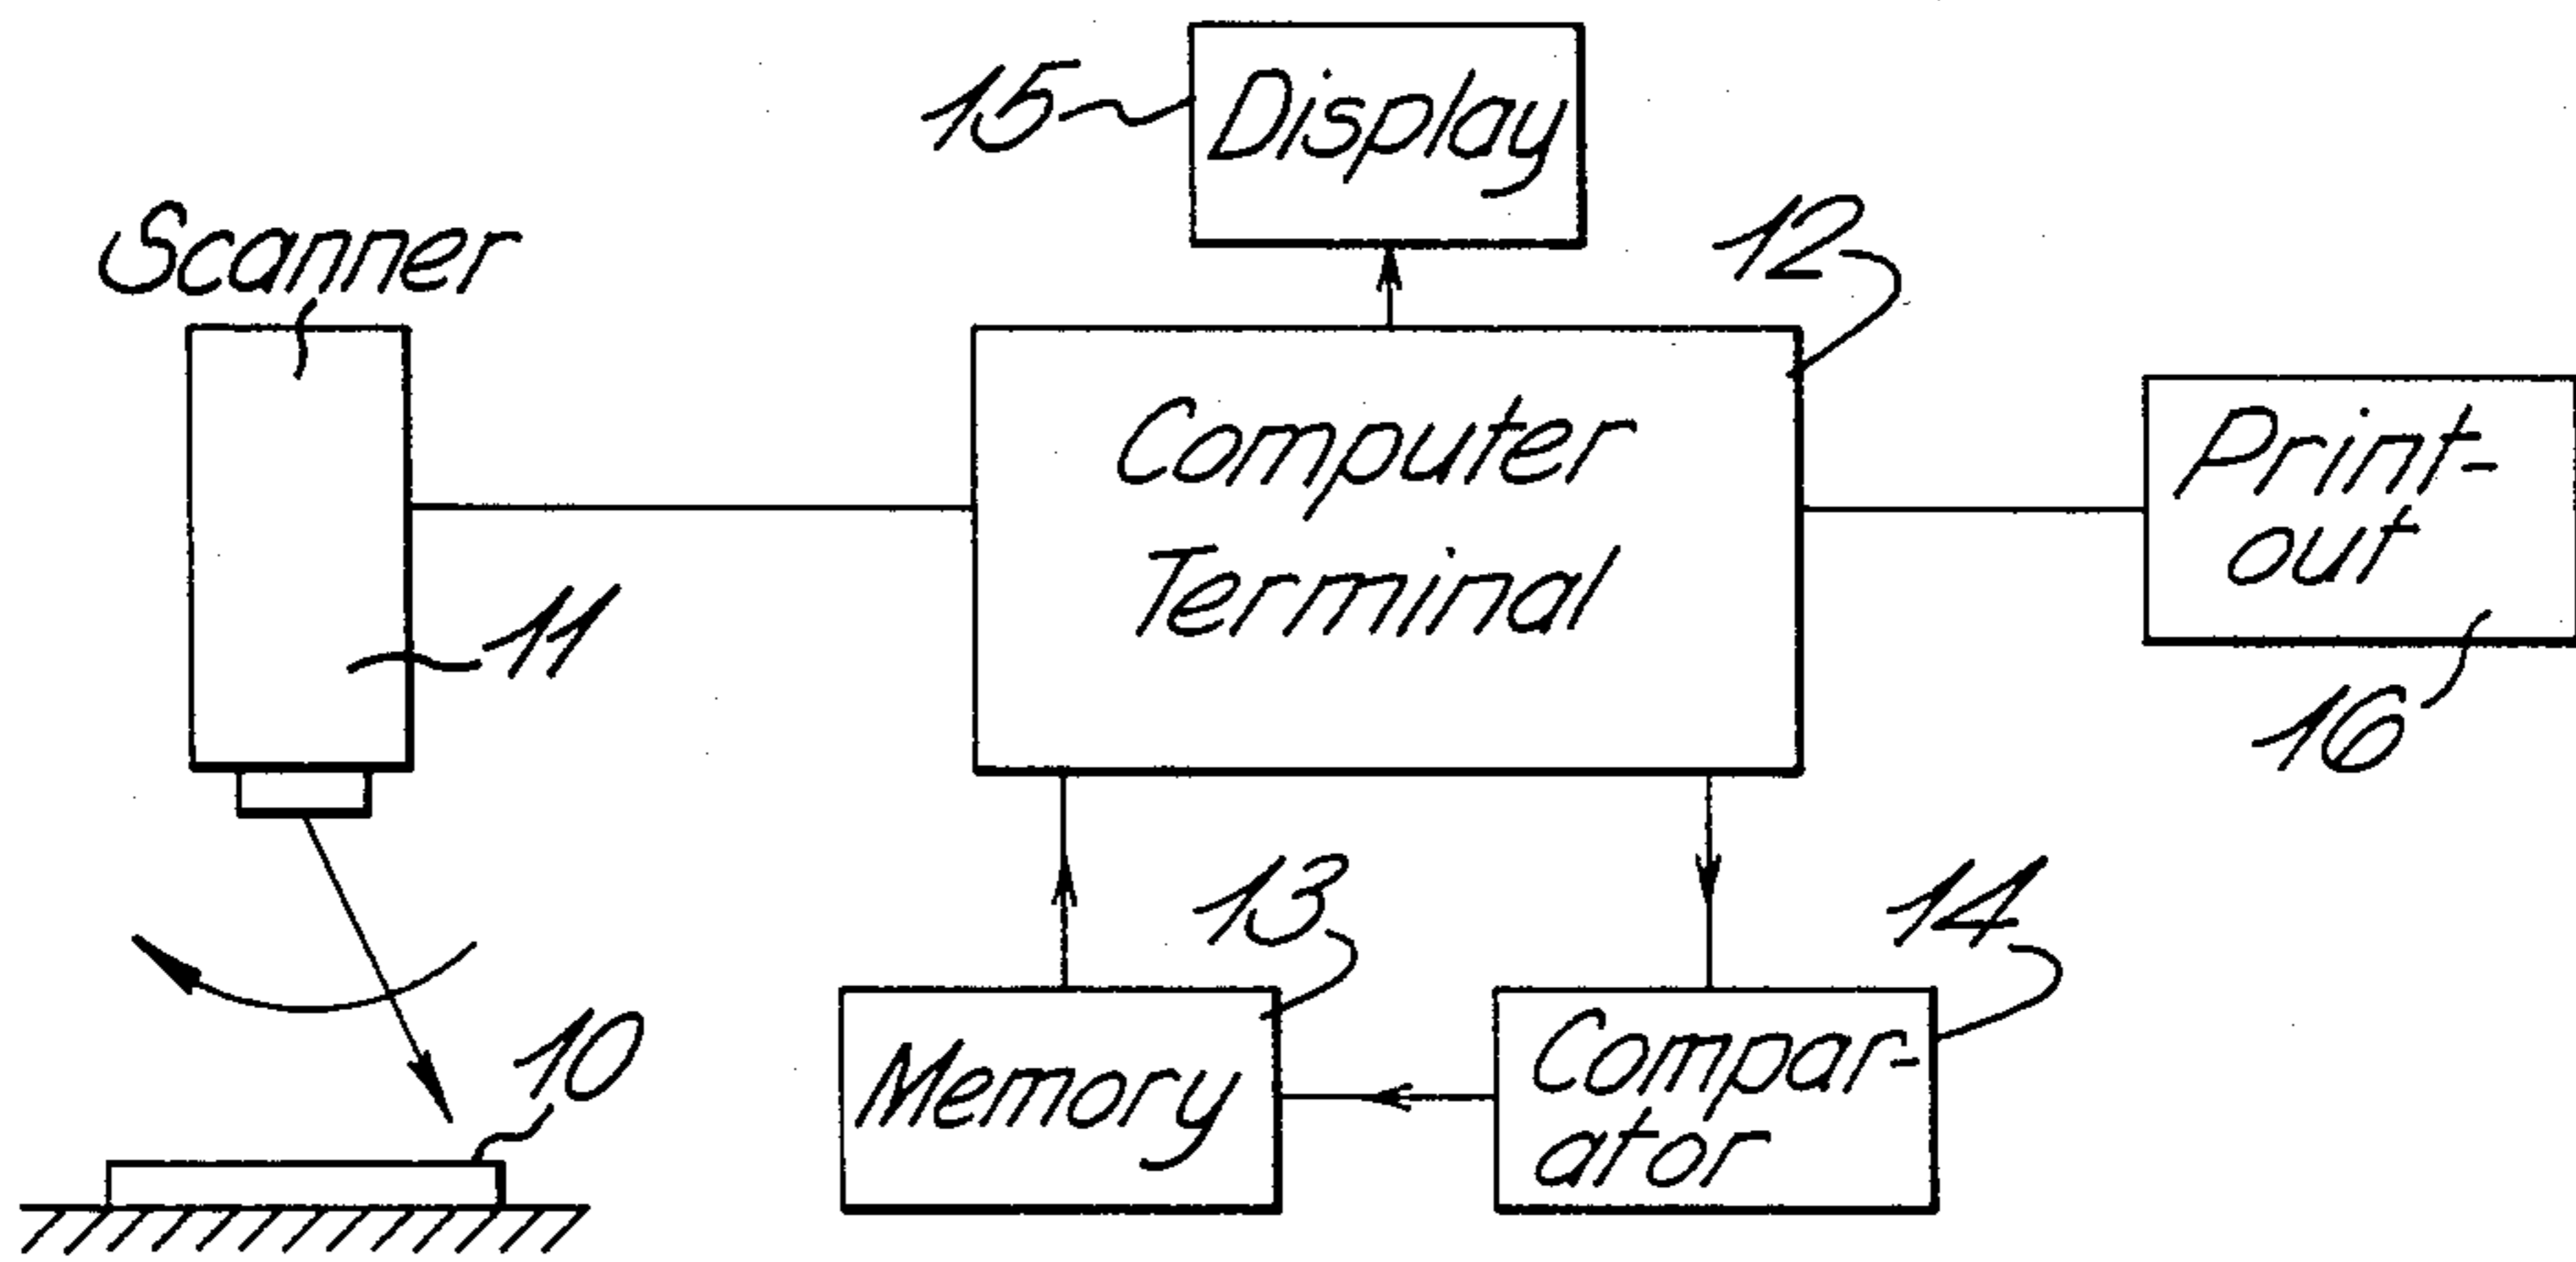 15
Display
Scanner
12
Computer
Terminal
Print-
out
11
16
13
14
10
Memory
Compar-
ator